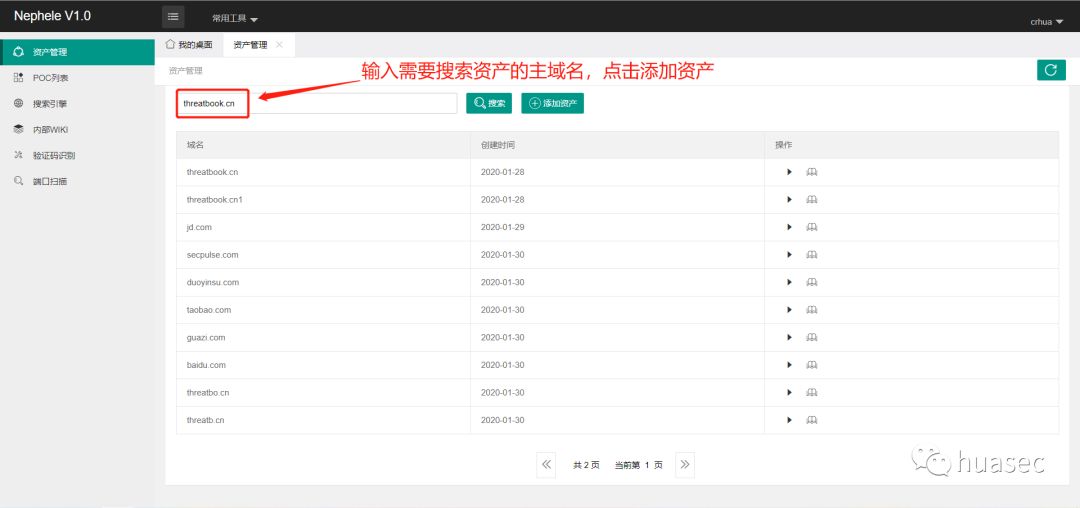 Nephele V1.0
常用工具
crhua
资产管理
POC列表
搜索引擎
内部WIKI
验证码识别
端口扫描
我的桌面
资产管理
资产管理
输入需要搜索资产的主域名，点击添加资产
threatbook.cn
搜索
添加资产
域名 创建时间 操作
threatbook.cn 2020-01-28
threatbook.cn1 2020-01-28
jd.com 2020-01-29
secpulse.com 2020-01-30
duoyinsu.com 2020-01-30
taobao.com 2020-01-30
guazi.com 2020-01-30
baidu.com 2020-01-30
threatbo.cn 2020-01-30
threatb.cn 2020-01-30
共 2 页 当前第 1 页
huasec